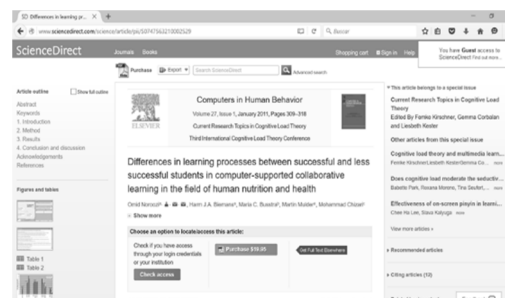 SD Differences in learning pr...
www.sciencedirect.com/science/article/pii/S0747563210002529
Buscar
ScienceDirect
Journals Books
Shopping cart
Sign in
Help
You have Guest access to
ScienceDirect Find out more...
Purchase
Export
Search ScienceDirect
Advanced search
Article outline
Show full outline
Abstract
Keywords
1. Introduction
2. Method
3. Results
4. Conclusion and discussion
Acknowledgements
References
Figures and tables
Table 1
Table 2
ELSEVIER
Computers in Human Behavior
Volume 27, Issue 1, January 2011, Pages 309–318
Current Research Topics in Cognitive Load Theory
Third International Cognitive Load Theory Conference
Differences in learning processes between successful and less
successful students in computer-supported collaborative
learning in the field of human nutrition and health
Omid Noroozi, Harm J.A. Biemans, Maria C. Busstra, Martin Mulder, Mohammad Chizari
Show more
Choose an option to locate/access this article:
Check if you have access
through your login credentials
or your institution
Check access
Purchase
Get Full Text Elsewhere
This article belongs to a special issue
Current Research Topics in Cognitive Load
Theory
Edited By Femke Kirschner, Gemma Corbalan
and Liesbeth Kester
Other articles from this special issue
Cognitive load theory and multimedia learn...
Femke Kirschner, Liesbeth Kester, Gemma Co...
more
Does cognitive load moderate the seductiv...
Babette Park, Roxana Moreno, Tina Seufert, ...
more
Effectiveness of on-screen pinyin in learni...
Chee Ha Lee, Slava Kalyuga
more
View more articles »
Recommended articles
Citing articles (13)